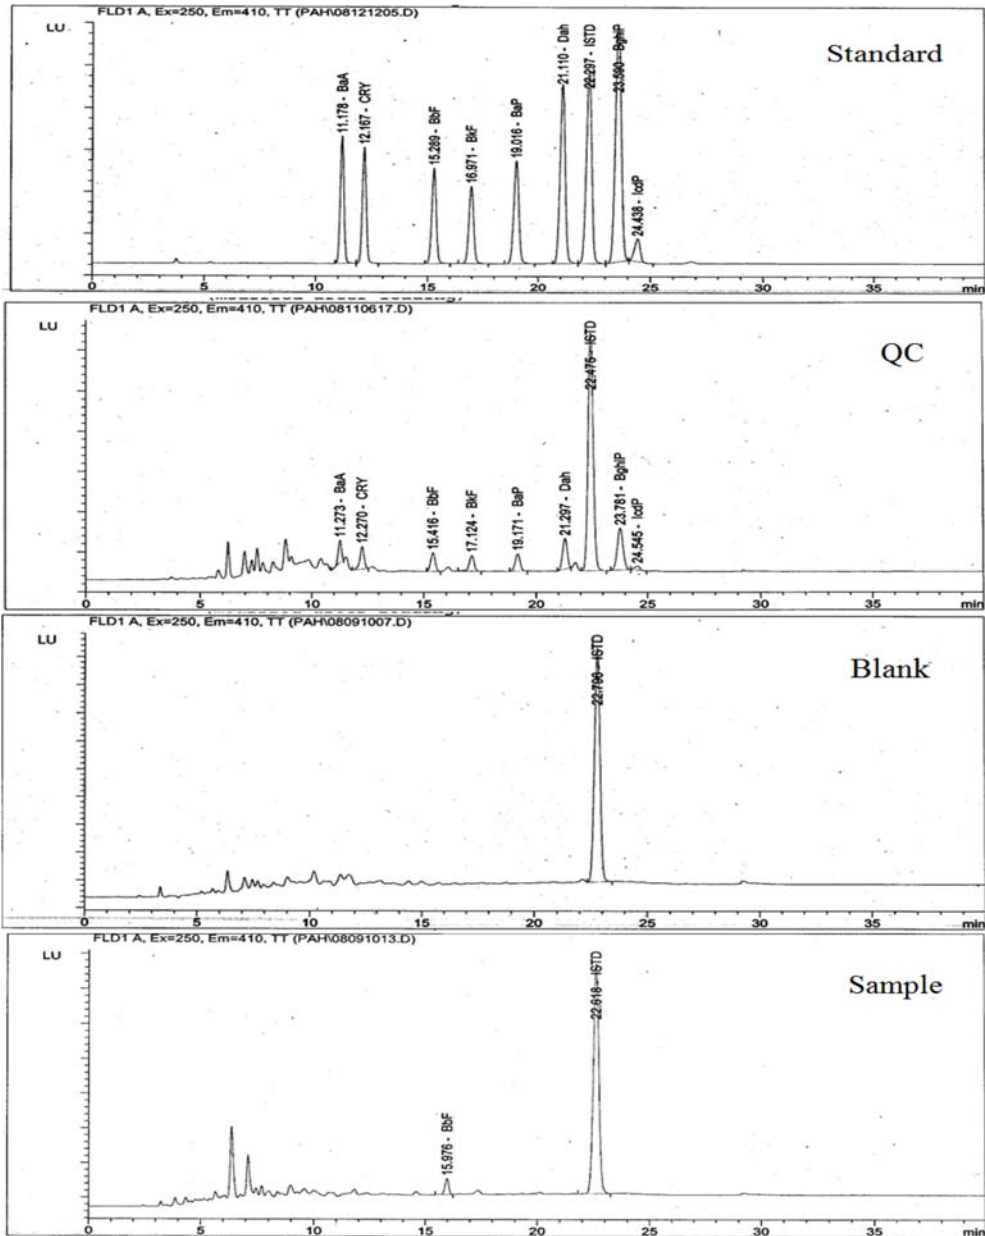 FLD1 A, Ex=250, Em=410, TT (PAH\08121205.D)
LU
Standard
11.178 - BaA
12.167 - CRY
15.289 - BbF
16.971 - BkF
19.016 - BaP
21.110 - Dah
22.297 - ISTD
23.590 - BghiP
24.438 - IcdP
0 5 10 15 20 25 30 35 min
FLD1 A, Ex=250, Em=410, TT (PAH\08110617.D)
LU
QC
11.273 - BaA
12.270 - CRY
15.416 - BbF
17.124 - BkF
19.171 - BaP
21.297 - Dah
22.475 - ISTD
23.781 - BghiP
24.545 - IcdP
0 5 10 15 20 25 30 35 min
FLD1 A, Ex=250, Em=410, TT (PAH\08091007.D)
LU
Blank
22.790 - ISTD
0 5 10 15 20 25 30 35 min
FLD1 A, Ex=250, Em=410, TT (PAH\08091013.D)
LU
Sample
15.976 - BbF
22.618 - ISTD
0 5 10 15 20 25 30 35 min